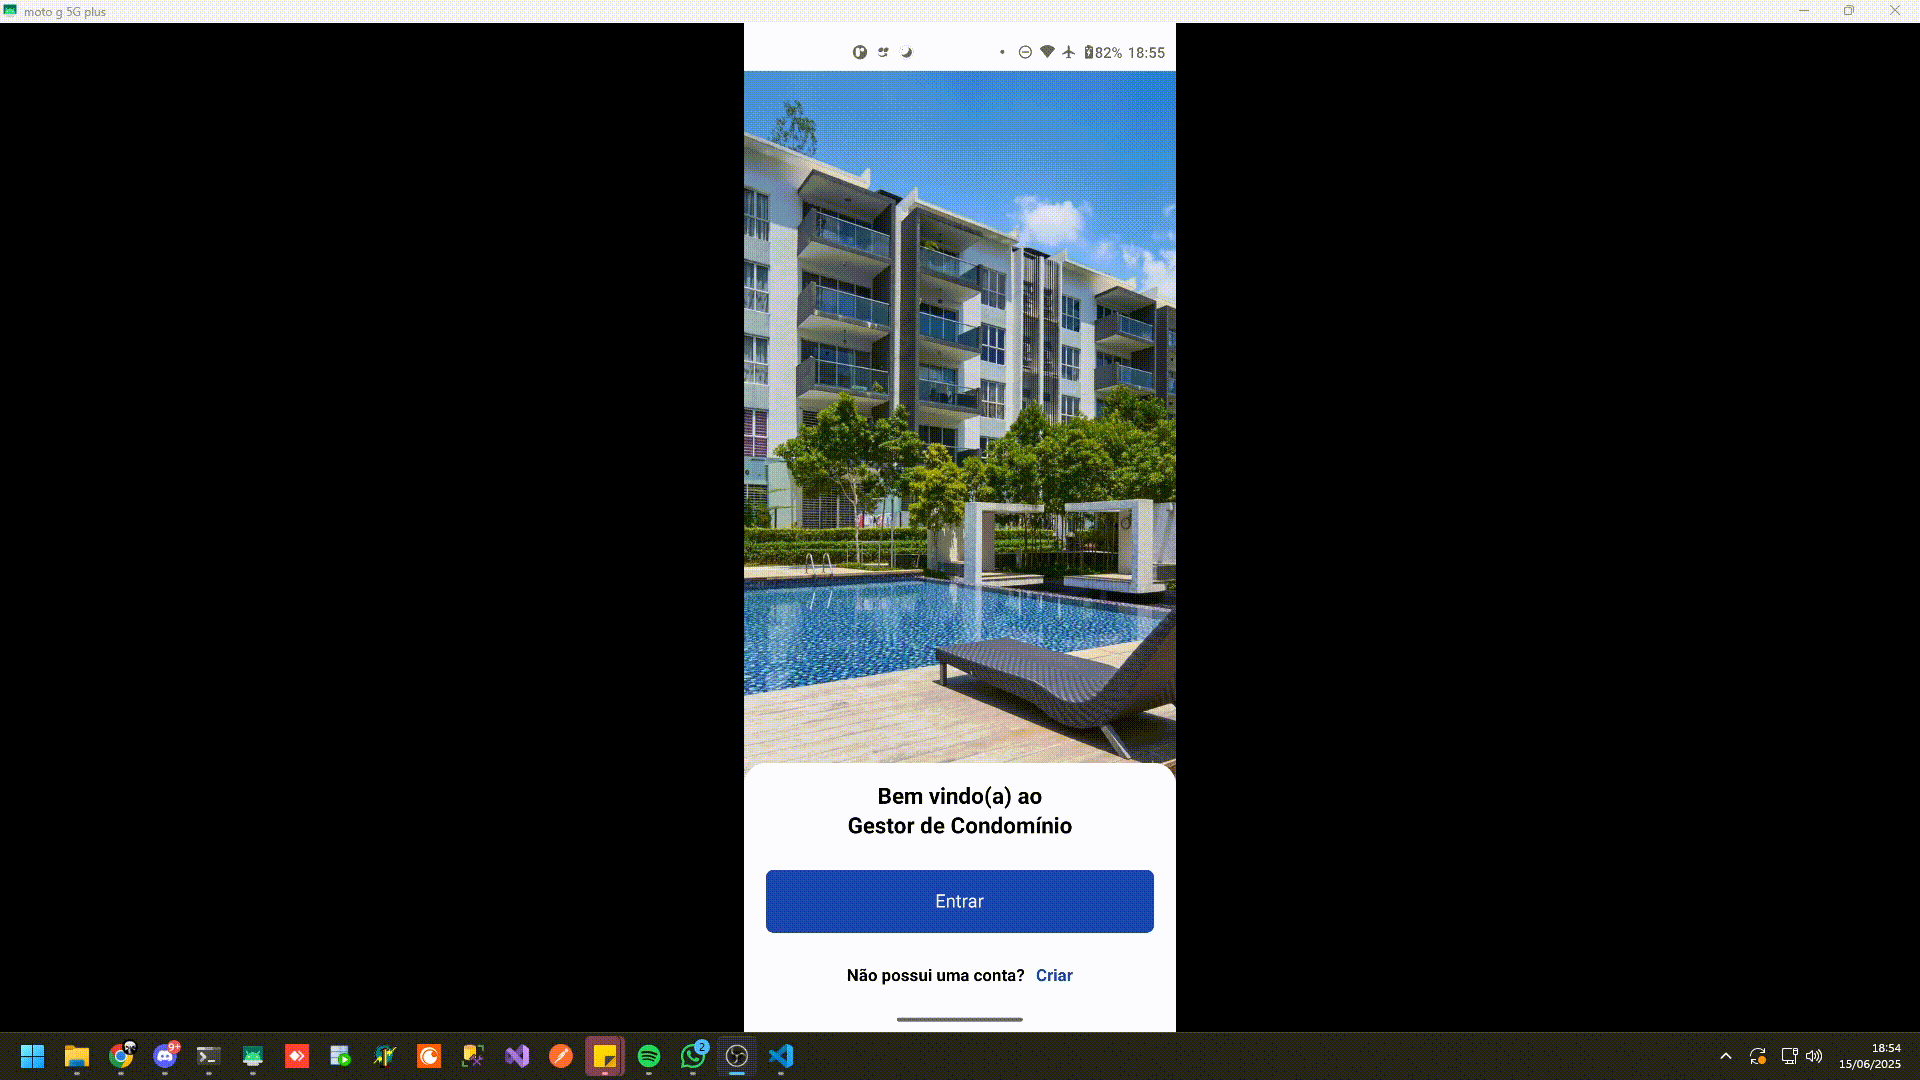 moto g 5G plus
82% 18:55
Bem vindo(a) ao
Gestor de Condomínio
Entrar
Não possui uma conta? Criar
9+
2
18:54
15/06/2025